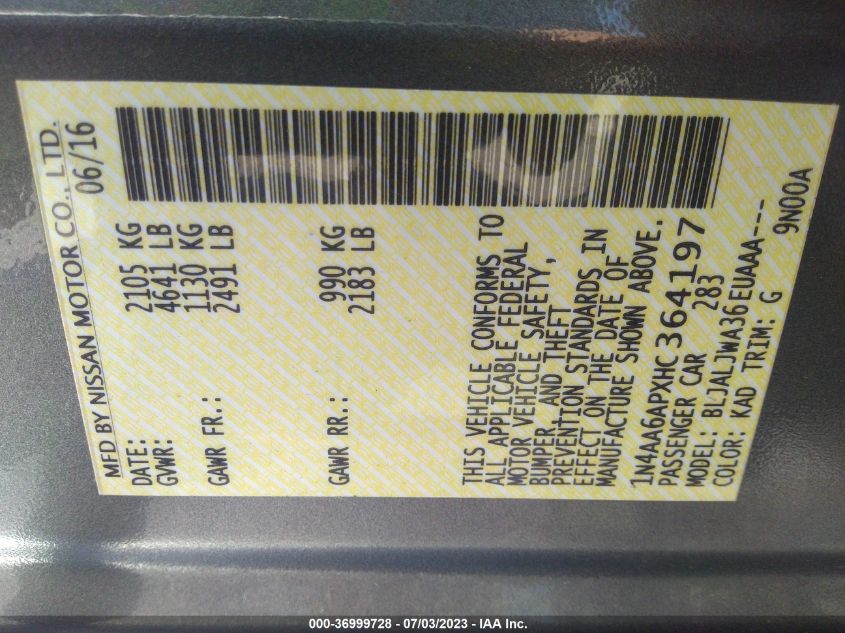 MFD BY NISSAN MOTOR CO., LTD.
DATE: 06/16
GVWR: 2105 KG
4641 LB
GAWR FR.: 1130 KG
2491 LB
GAWR RR.: 990 KG
2183 LB
THIS VEHICLE CONFORMS TO
ALL APPLICABLE FEDERAL
MOTOR VEHICLE SAFETY,
BUMPER, AND THEFT
PREVENTION STANDARDS IN
EFFECT ON THE DATE OF
MANUFACTURE SHOWN ABOVE.
1N4AA6APXHC364197
PASSENGER CAR 283
MODEL: BLJALJWA36EUAAA---
COLOR: KAD TRIM: G 9N00A
000-36999728 - 07/03/2023 - IAA Inc.